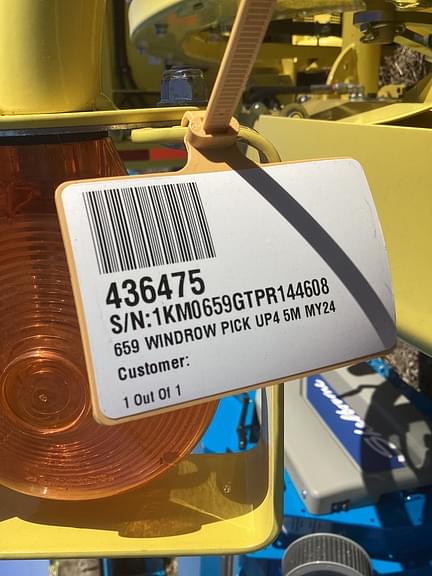 436475
S/N:1KM0659GTPR144608
659 WINDROW PICK UP4 5M MY24
Customer:
1 Out Of 1